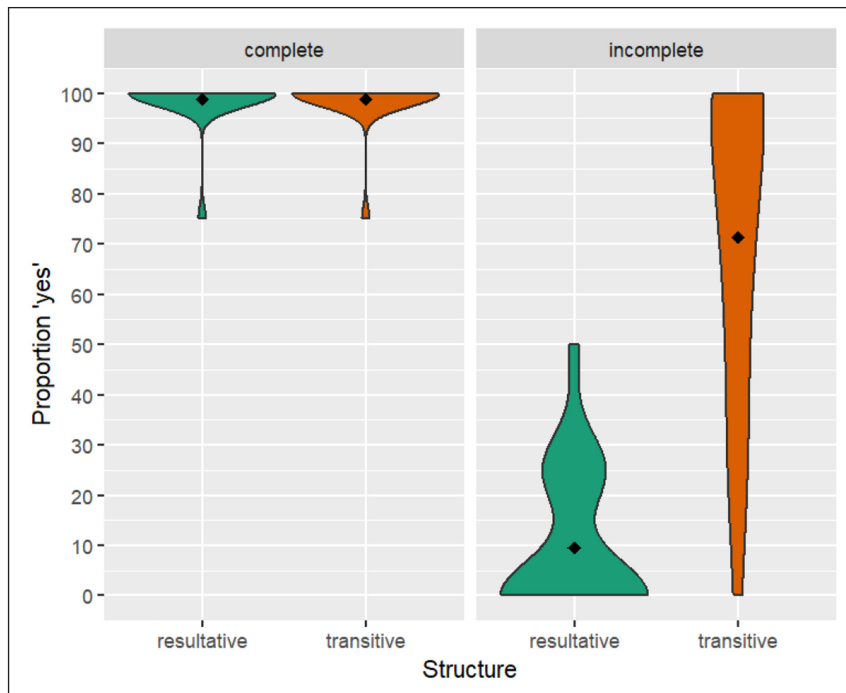 complete
incomplete
Proportion 'yes'
100
90
80
70
60
50
40
30
20
10
0
resultative
transitive
resultative
transitive
Structure